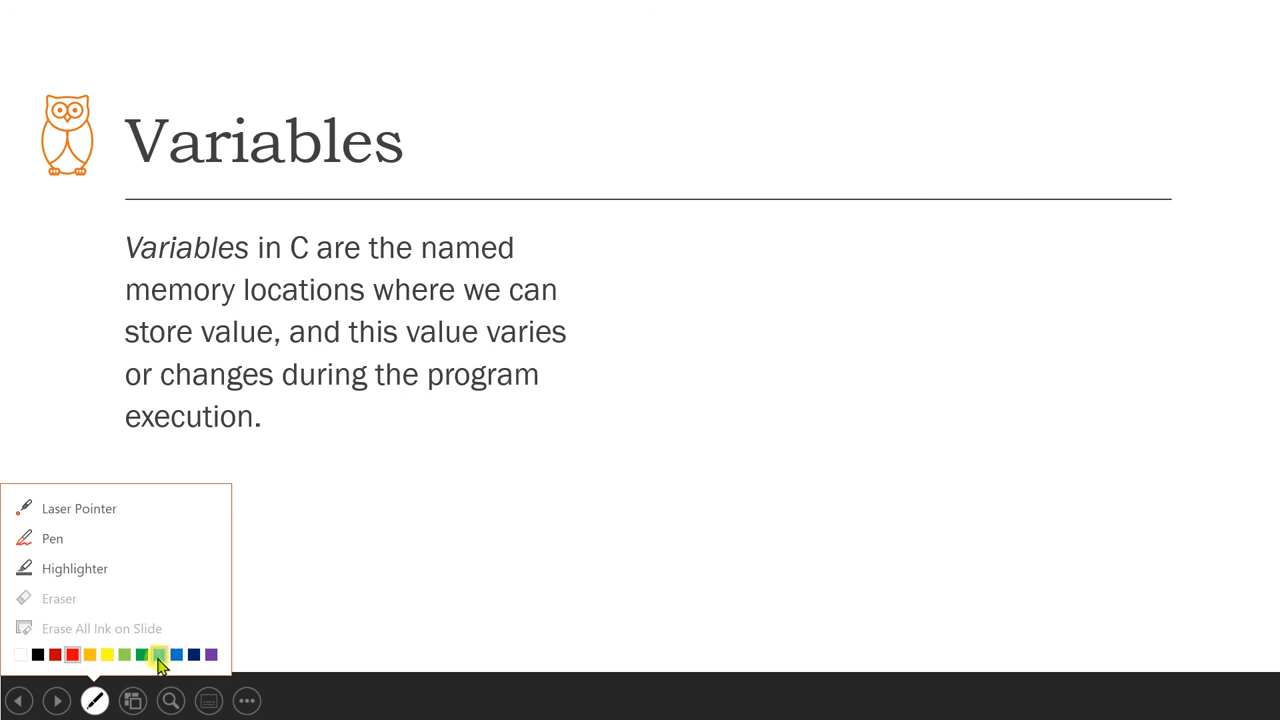 Variables
Variables in C are the named
memory locations where we can
store value, and this value varies
or changes during the program
execution.
Laser Pointer
Pen
Highlighter
Eraser
Erase All Ink on Slide